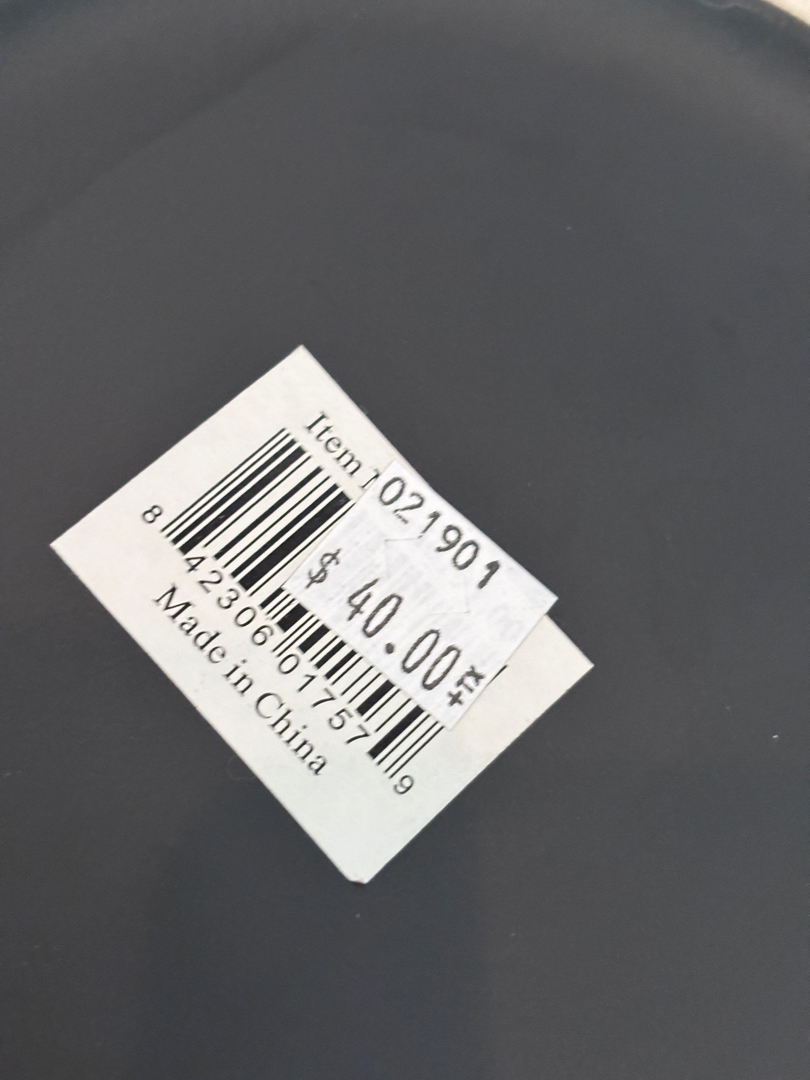 Item
021901
$ 40.00 +TX
8 42306 01757 9
Made in China